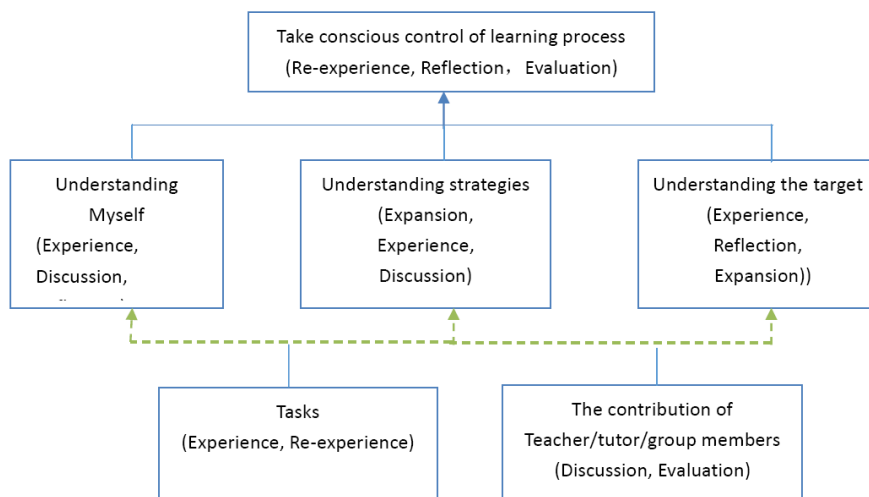 Take conscious control of learning process
(Re-experience, Reflection，Evaluation)
Understanding
Myself
(Experience,
Discussion,
Understanding strategies
(Expansion,
Experience,
Discussion)
Understanding the target
(Experience,
Reflection,
Expansion))
Tasks
(Experience, Re-experience)
The contribution of
Teacher/tutor/group members
(Discussion, Evaluation)